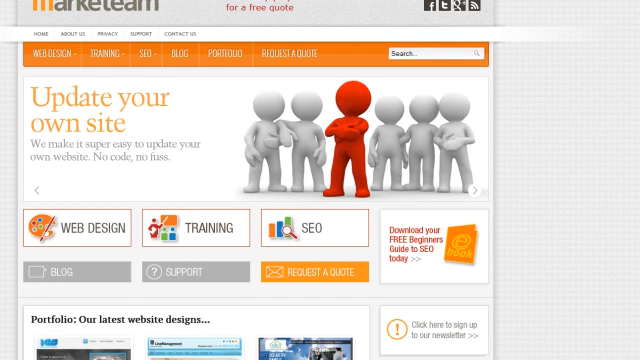 marketeam
for a free quote
HOME ABOUT US PRIVACY SUPPORT CONTACT US
WEB DESIGN TRAINING SEO BLOG PORTFOLIO REQUEST A QUOTE
Search..
Update your
own site
We make it super easy to update your
own website. No code, no fuss.
WEB DESIGN TRAINING SEO
Download your
FREE Beginners
Guide to SEO
today >>
e
book
BLOG SUPPORT REQUEST A QUOTE
Portfolio: Our latest website designs...
Click here to sign up
to our newsletter >>